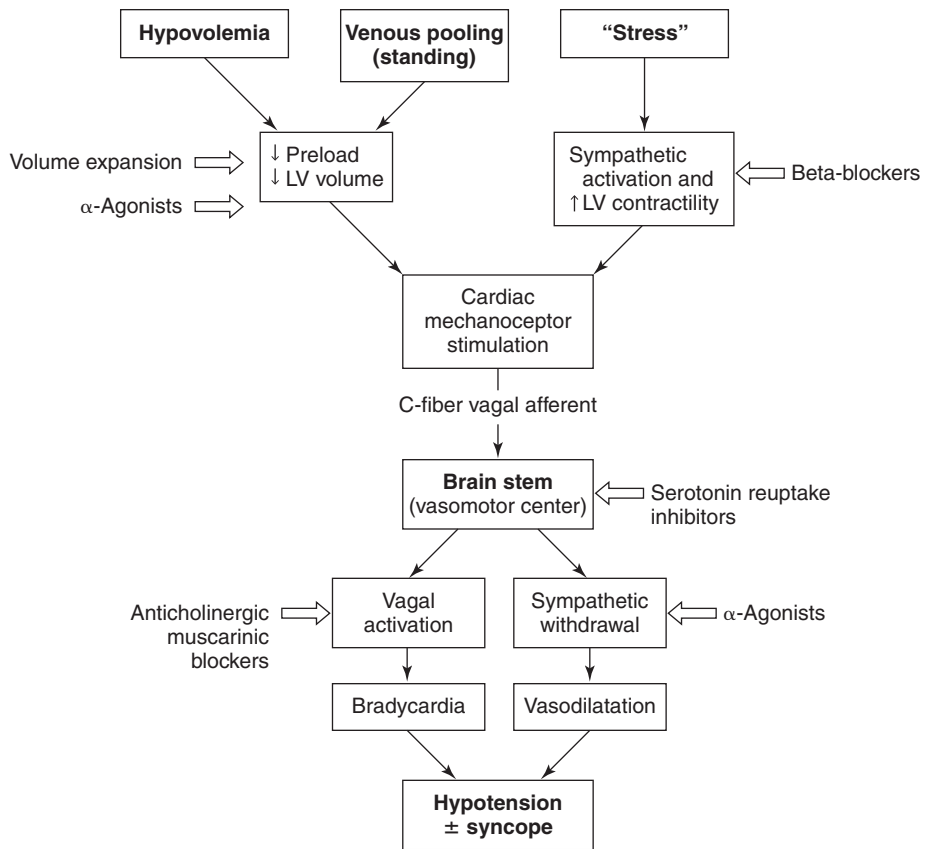 Hypovolemia
Venous pooling
(standing)
“Stress”
Volume expansion
α-Agonists
↓ Preload
↓ LV volume
Sympathetic
activation and
↑ LV contractility
Beta-blockers
Cardiac
mechanoceptor
stimulation
C-fiber vagal afferent
Brain stem
(vasomotor center)
Serotonin reuptake
inhibitors
Anticholinergic
muscarinic
blockers
Vagal
activation
Sympathetic
withdrawal
α-Agonists
Bradycardia
Vasodilatation
Hypotension
± syncope